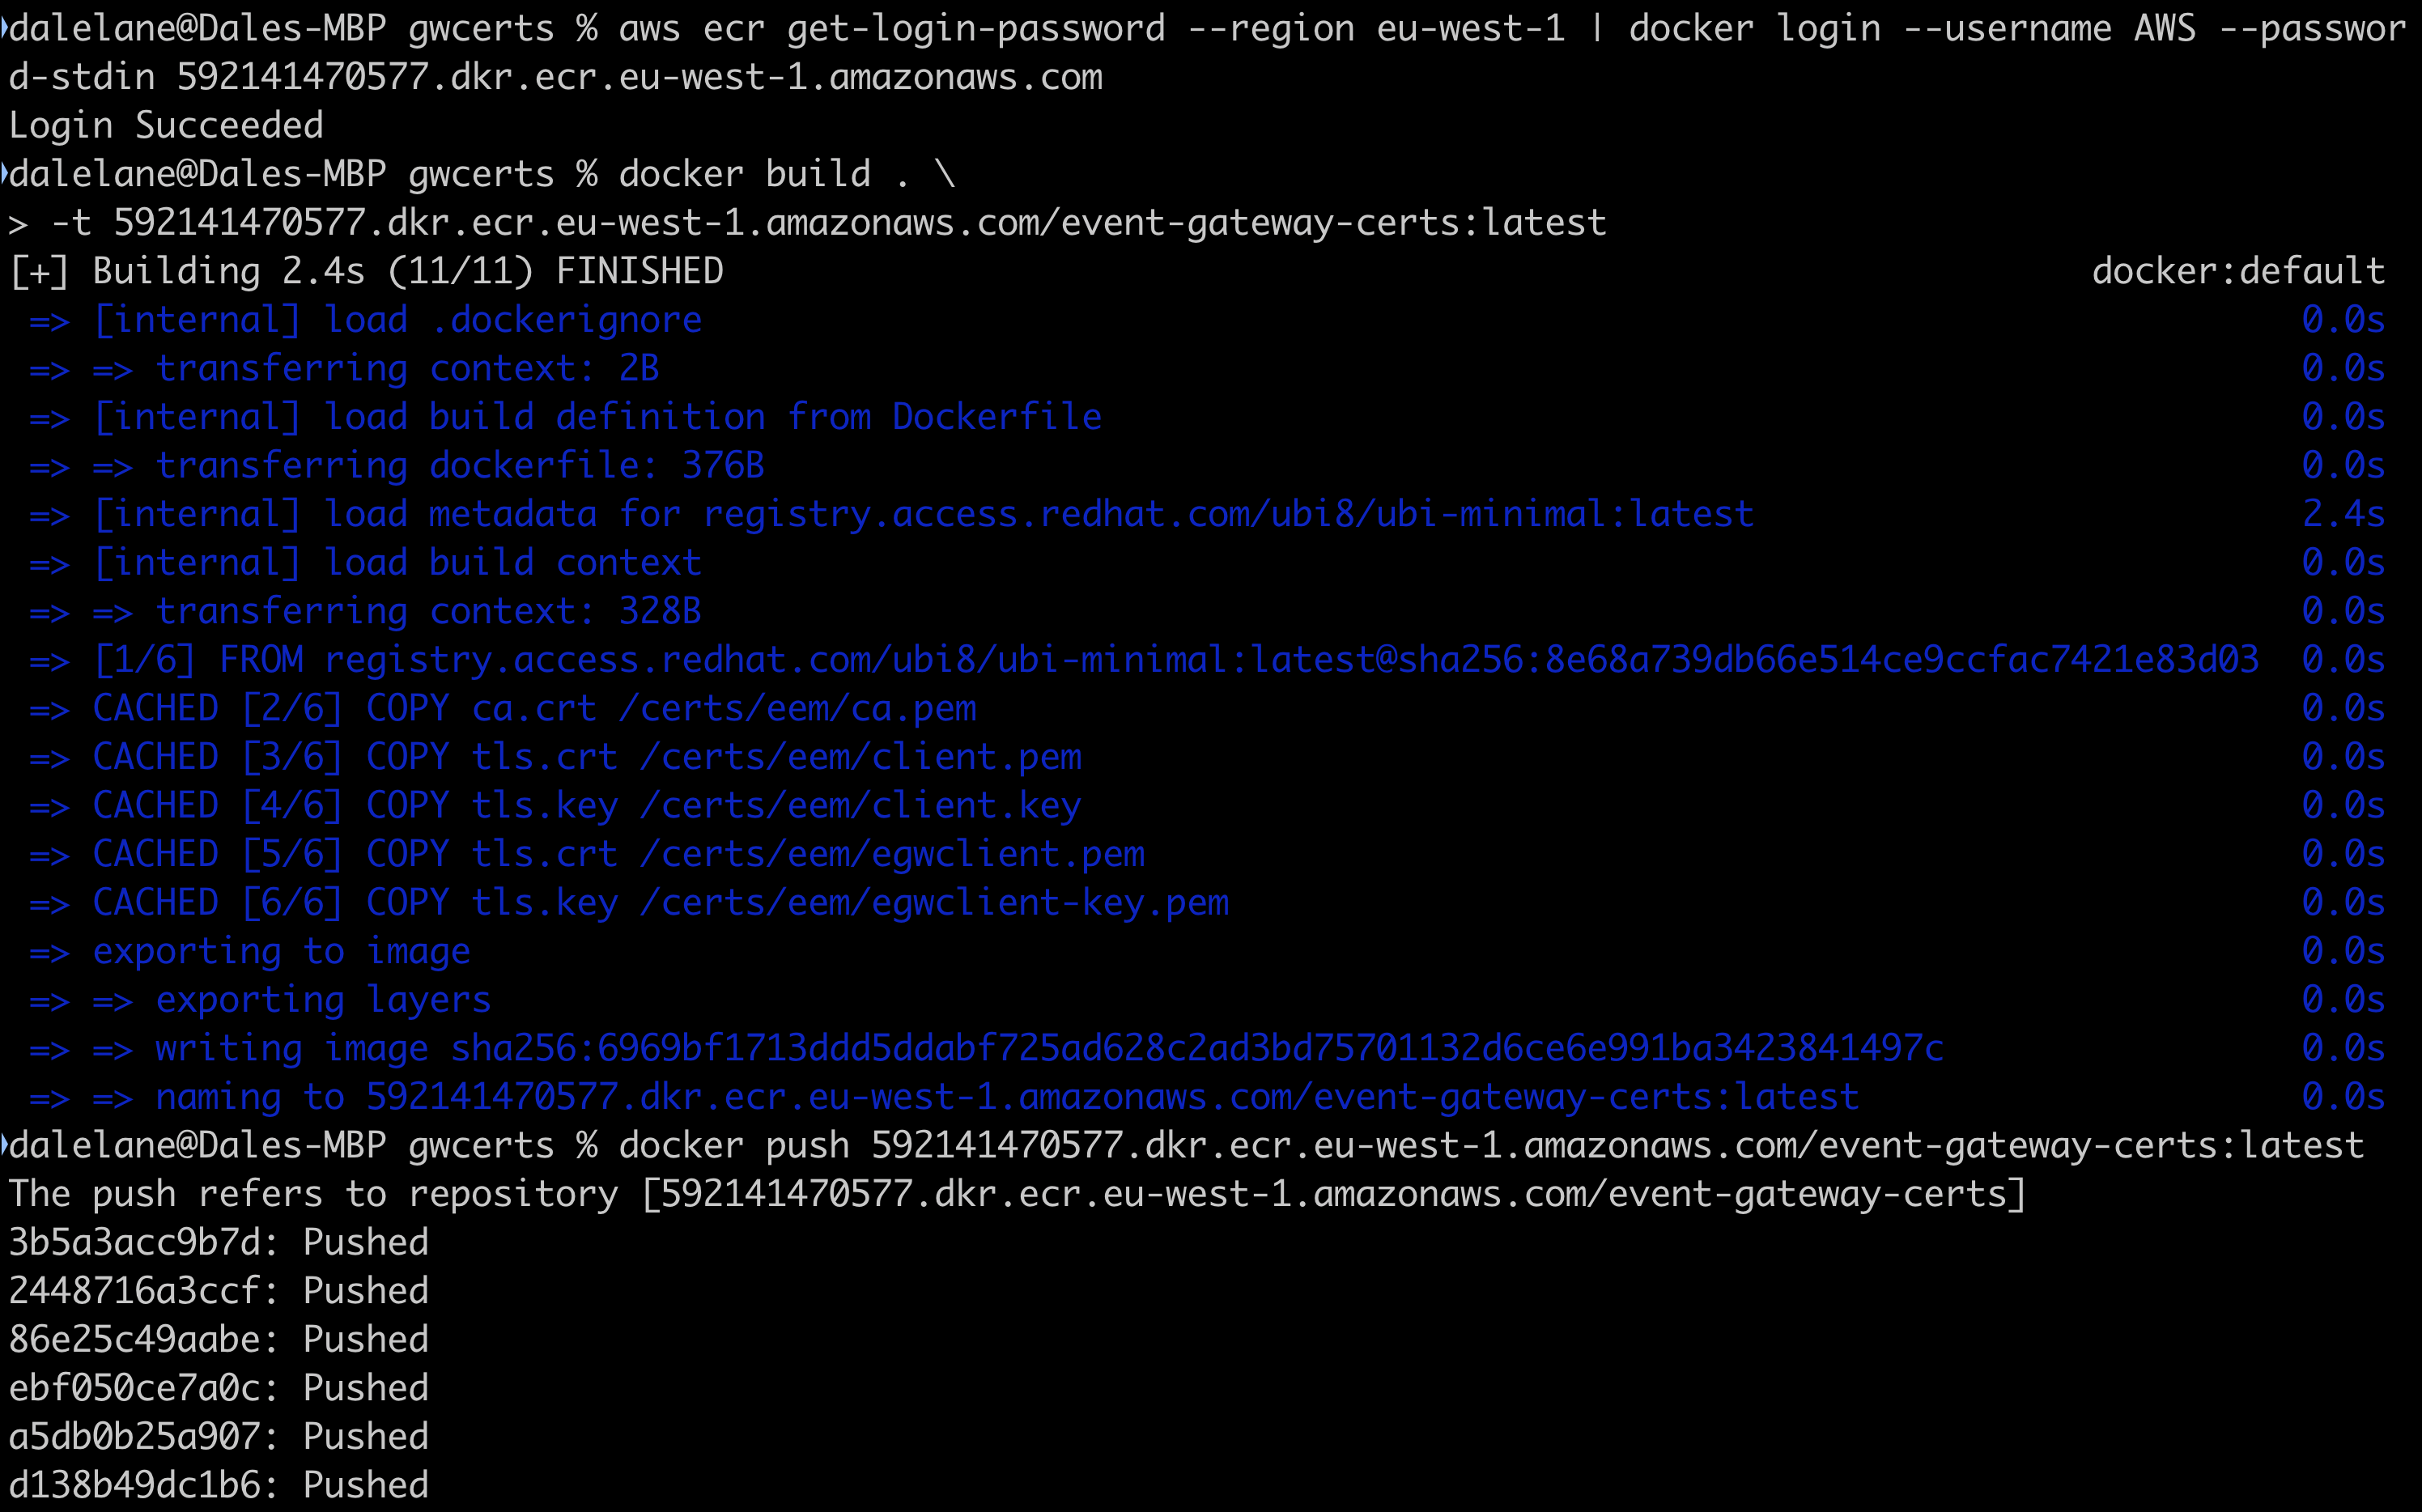 dalelane@Dales-MBP gwcerts % aws ecr get-login-password --region eu-west-1 | docker login --username AWS --passwor
d-stdin 592141470577.dkr.ecr.eu-west-1.amazonaws.com
Login Succeeded
dalelane@Dales-MBP gwcerts % docker build . \
> -t 592141470577.dkr.ecr.eu-west-1.amazonaws.com/event-gateway-certs:latest
[+] Building 2.4s (11/11) FINISHED docker:default
=> [internal] load .dockerignore 0.0s
=> => transferring context: 2B 0.0s
=> [internal] load build definition from Dockerfile 0.0s
=> => transferring dockerfile: 376B 0.0s
=> [internal] load metadata for registry.access.redhat.com/ubi8/ubi-minimal:latest 2.4s
=> [internal] load build context 0.0s
=> => transferring context: 328B 0.0s
=> [1/6] FROM registry.access.redhat.com/ubi8/ubi-minimal:latest@sha256:8e68a739db66e514ce9ccfac7421e83d03 0.0s
=> CACHED [2/6] COPY ca.crt /certs/eem/ca.pem 0.0s
=> CACHED [3/6] COPY tls.crt /certs/eem/client.pem 0.0s
=> CACHED [4/6] COPY tls.key /certs/eem/client.key 0.0s
=> CACHED [5/6] COPY tls.crt /certs/eem/egwclient.pem 0.0s
=> CACHED [6/6] COPY tls.key /certs/eem/egwclient-key.pem 0.0s
=> exporting to image 0.0s
=> => exporting layers 0.0s
=> => writing image sha256:6969bf1713ddd5ddabf725ad628c2ad3bd75701132d6ce6e991ba3423841497c 0.0s
=> => naming to 592141470577.dkr.ecr.eu-west-1.amazonaws.com/event-gateway-certs:latest 0.0s
dalelane@Dales-MBP gwcerts % docker push 592141470577.dkr.ecr.eu-west-1.amazonaws.com/event-gateway-certs:latest
The push refers to repository [592141470577.dkr.ecr.eu-west-1.amazonaws.com/event-gateway-certs]
3b5a3acc9b7d: Pushed
2448716a3ccf: Pushed
86e25c49aabe: Pushed
ebf050ce7a0c: Pushed
a5db0b25a907: Pushed
d138b49dc1b6: Pushed